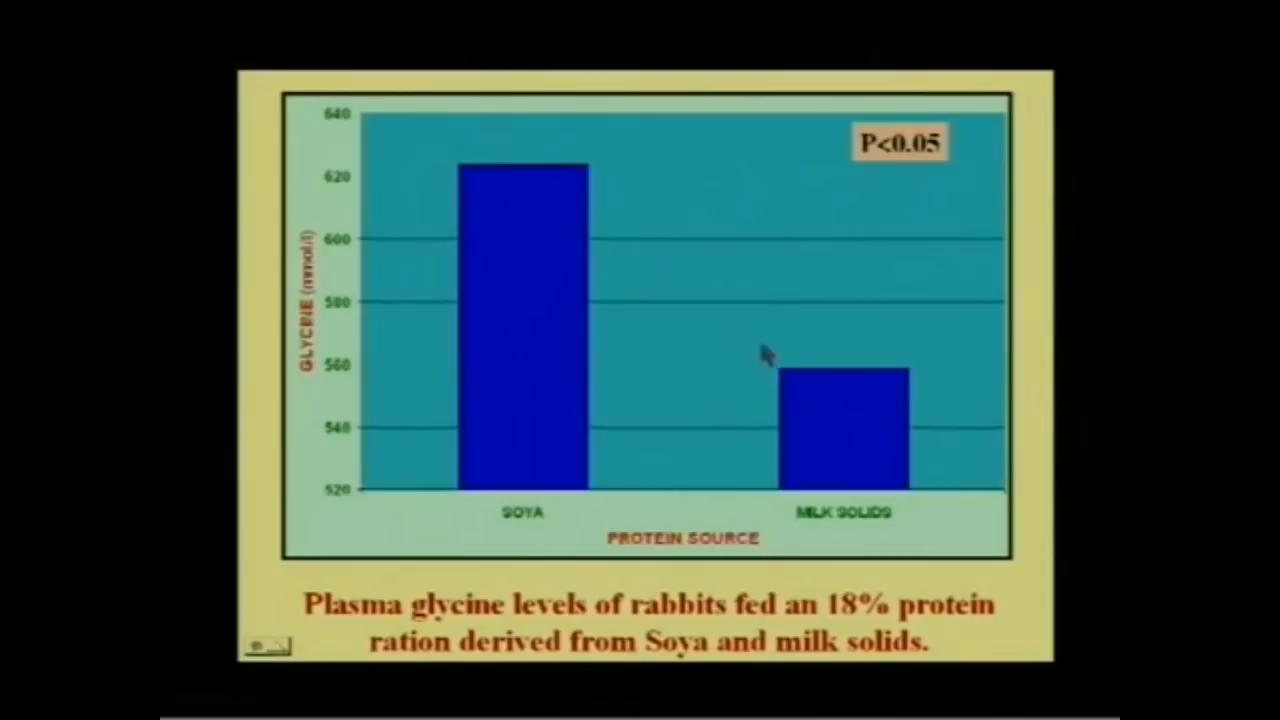 640
P<0.05
620
600
580
560
540
520
GLYCINE (mmol/l)
SOYA
MILK SOLIDS
PROTEIN SOURCE
Plasma glycine levels of rabbits fed an 18% protein
ration derived from Soya and milk solids.